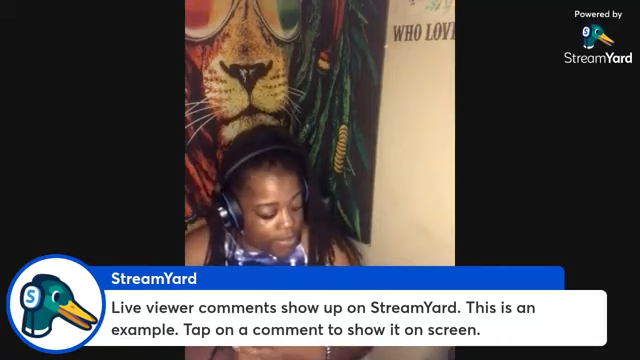 Powered by
StreamYard
WHO LOVE
StreamYard
Live viewer comments show up on StreamYard. This is an
example. Tap on a comment to show it on screen.